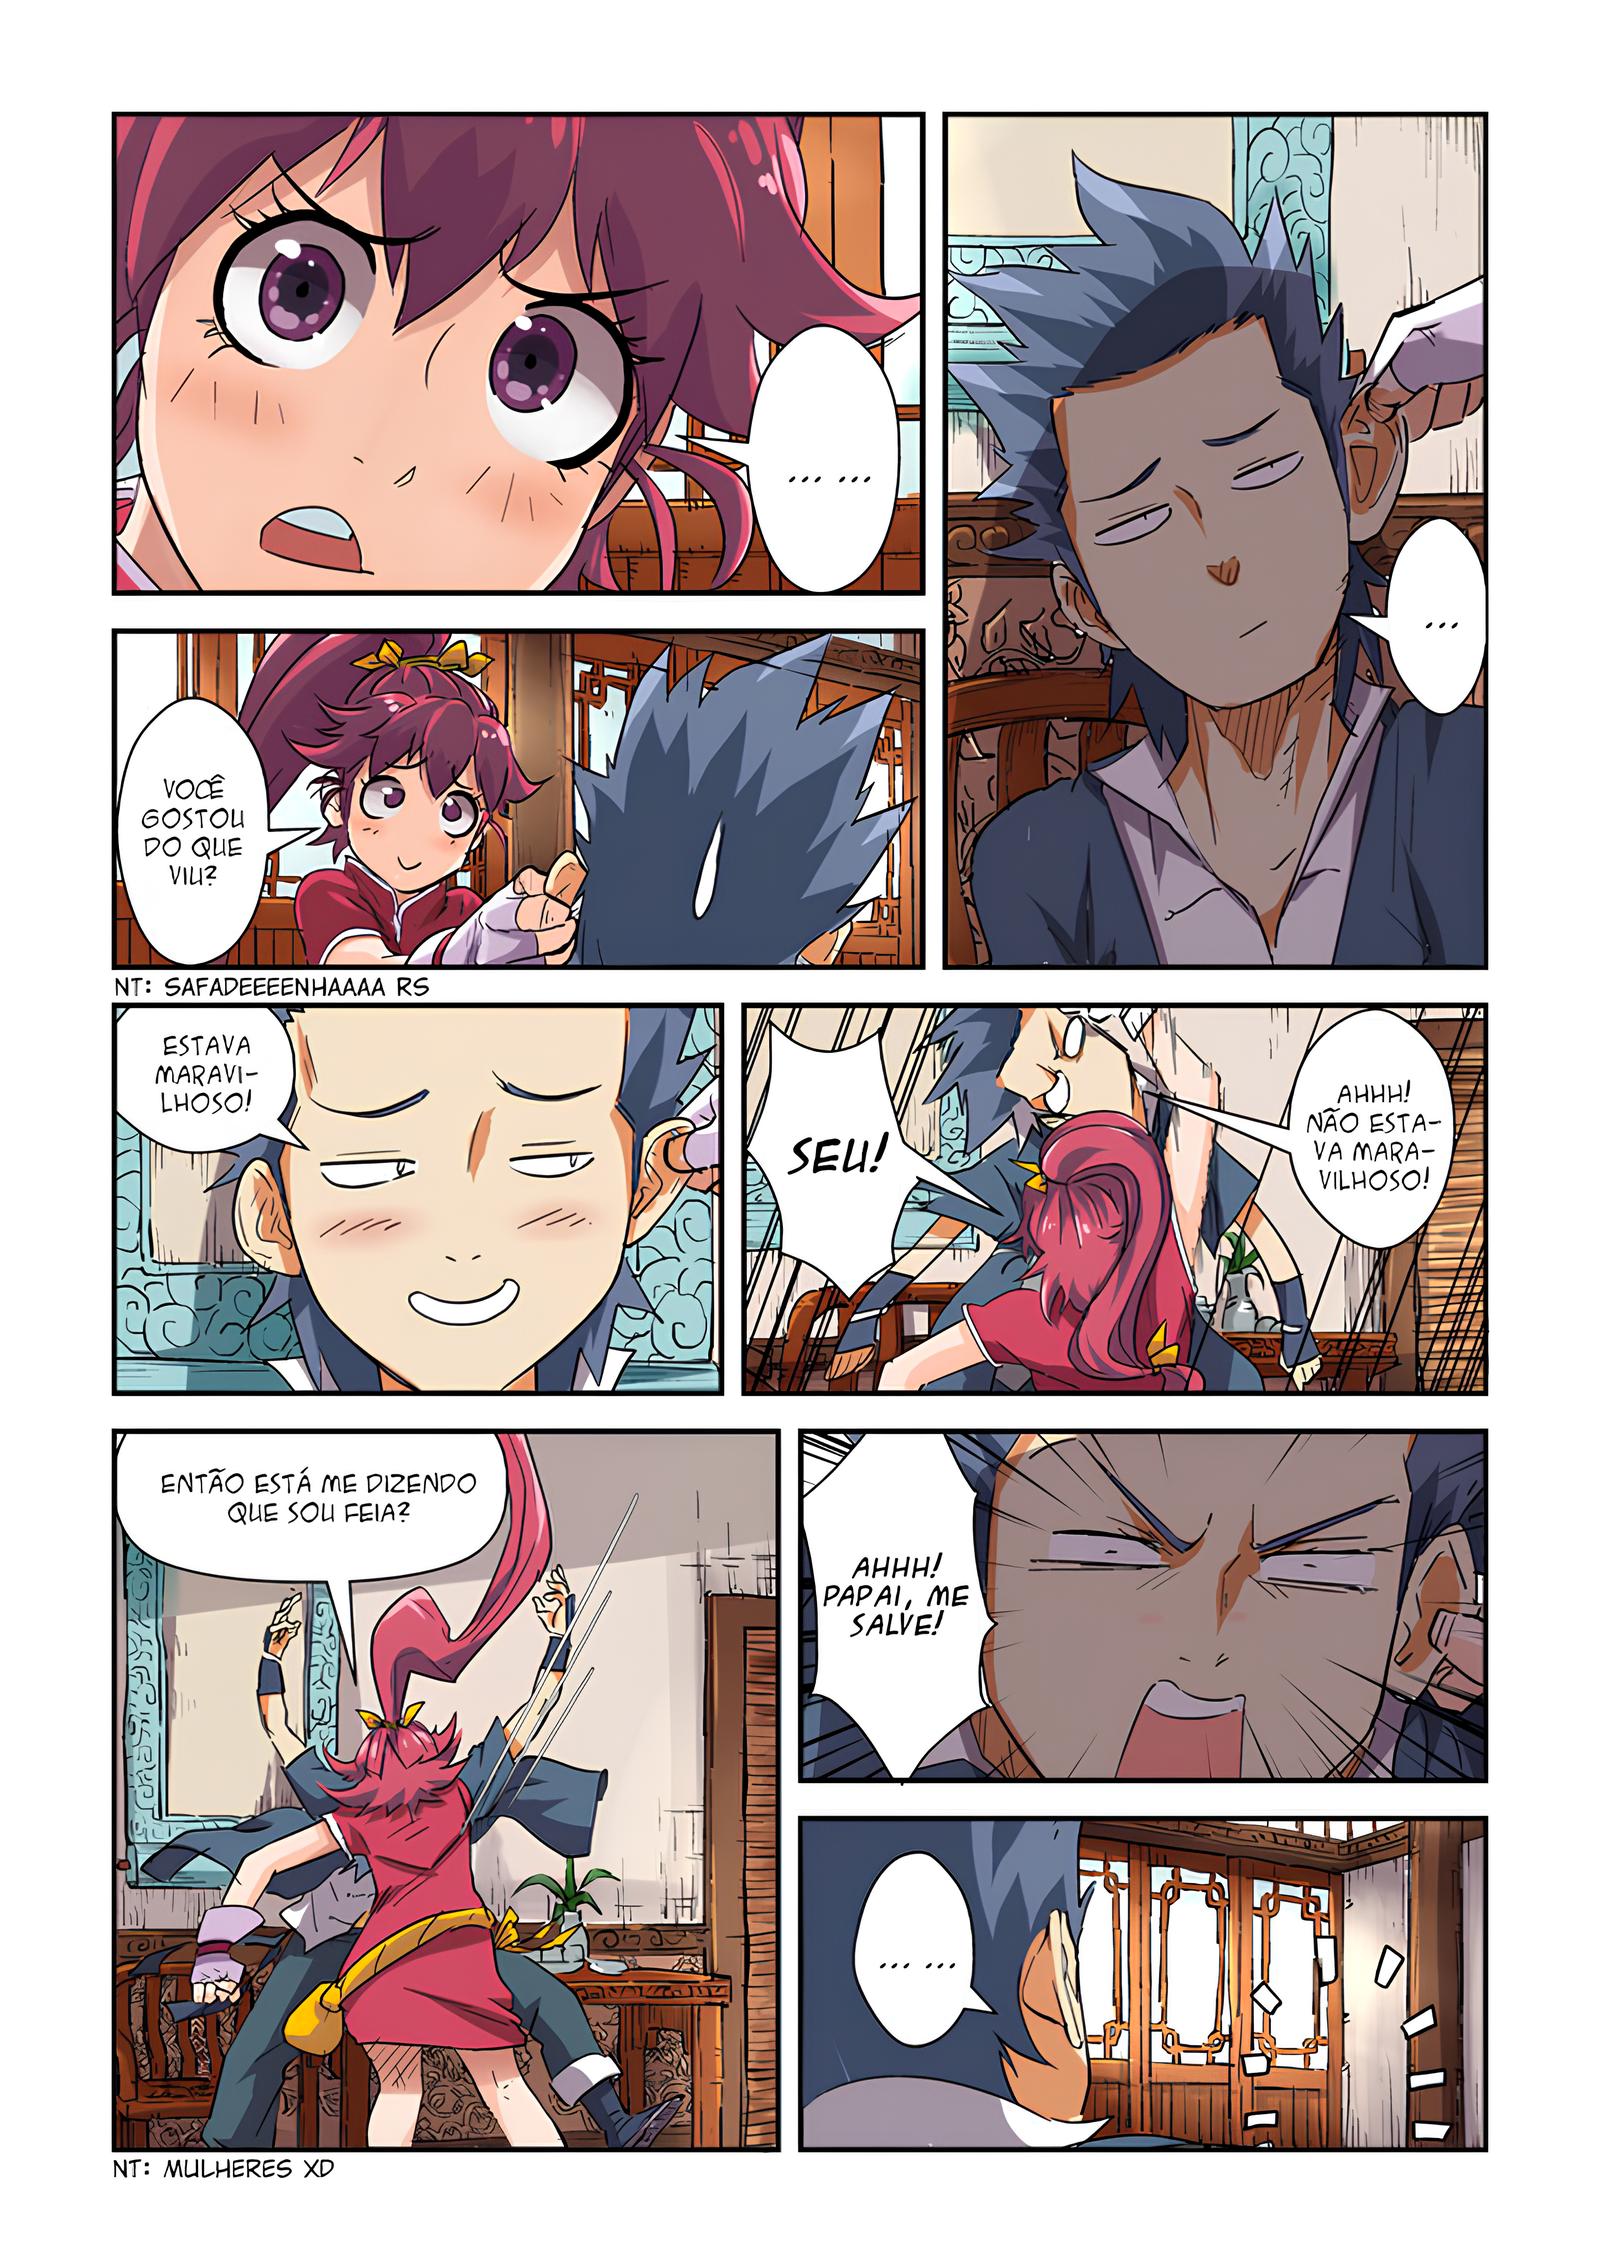 ... ...
...
VOCÊ
GOSTOU
DO QUE
VIU?
NT: SAFADEEEENHAAAA RS
ESTAVA
MARAVI-
LHOSO!
SEU!
AHHH!
NÃO ESTA-
VA MARA-
VILHOSO!
ENTÃO ESTÁ ME DIZENDO
QUE SOU FEIA?
AHHH!
PAPAI, ME
SALVE!
... ...
NT: MULHERES XD